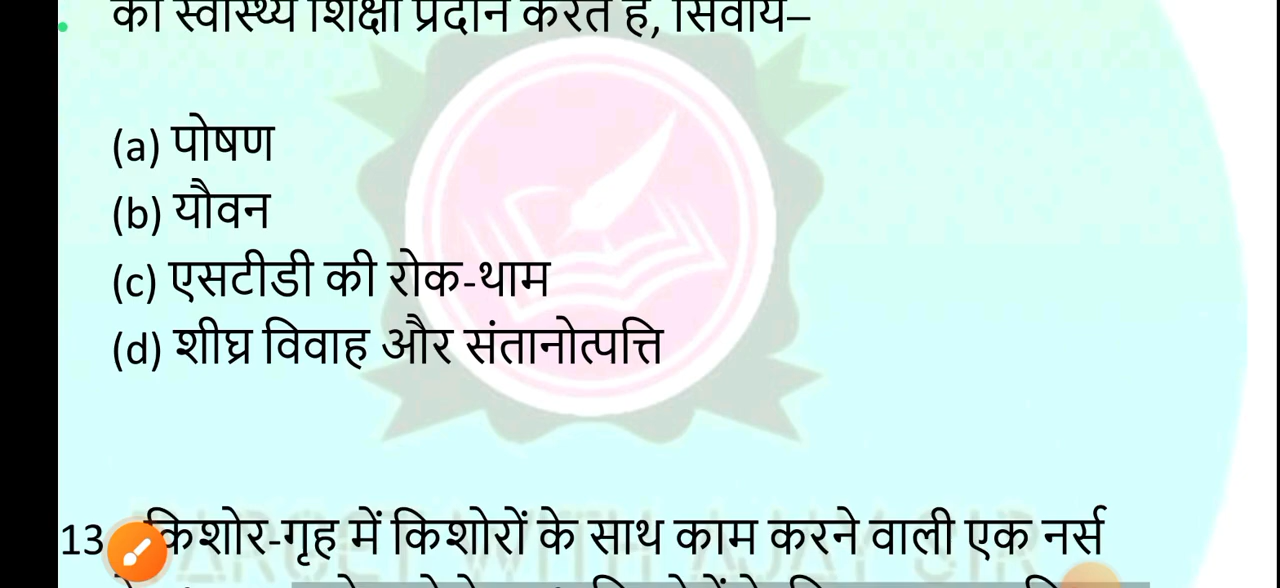 की स्वास्थ्य शिक्षा प्रदान करते हैं, सिवाय–
(a) पोषण
(b) यौवन
(c) एसटीडी की रोक-थाम
(d) शीघ्र विवाह और संतानोत्पत्ति
13 किशोर-गृह में किशोरों के साथ काम करने वाली एक नर्स